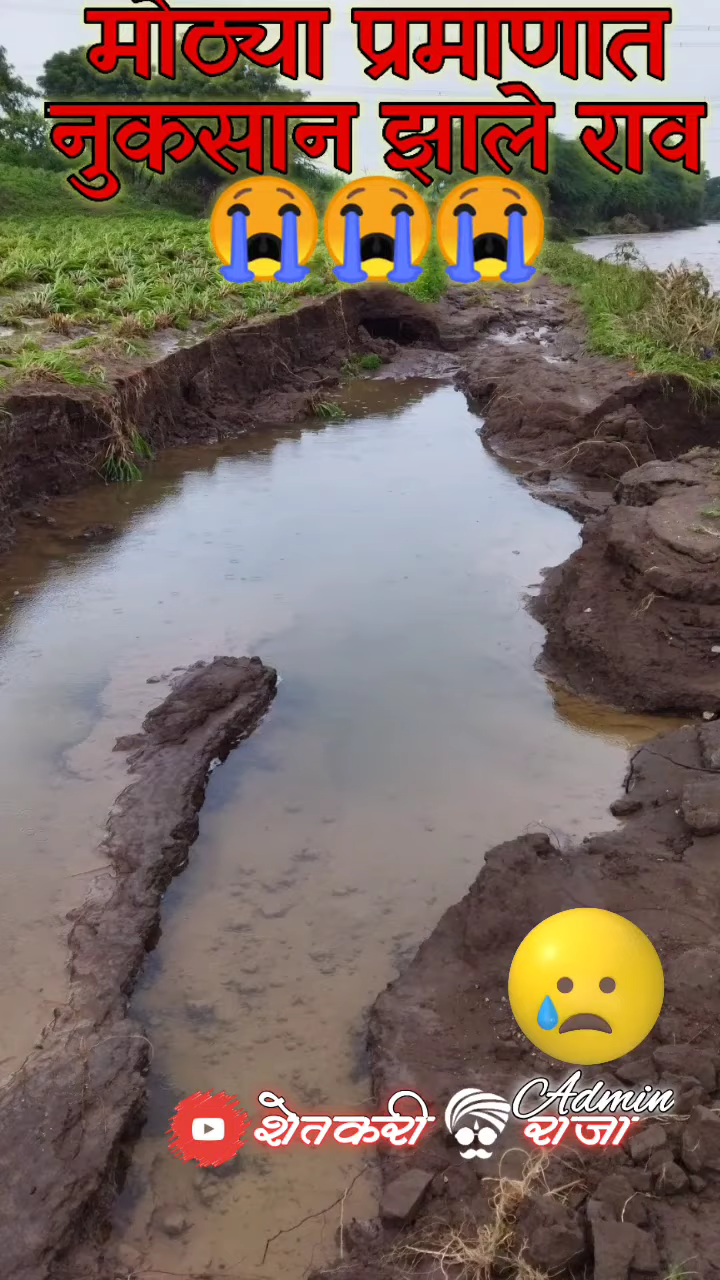 मोठ्या प्रमाणात
नुकसान झाले राव
😭😭😭
Admin
शेतकरी राजा